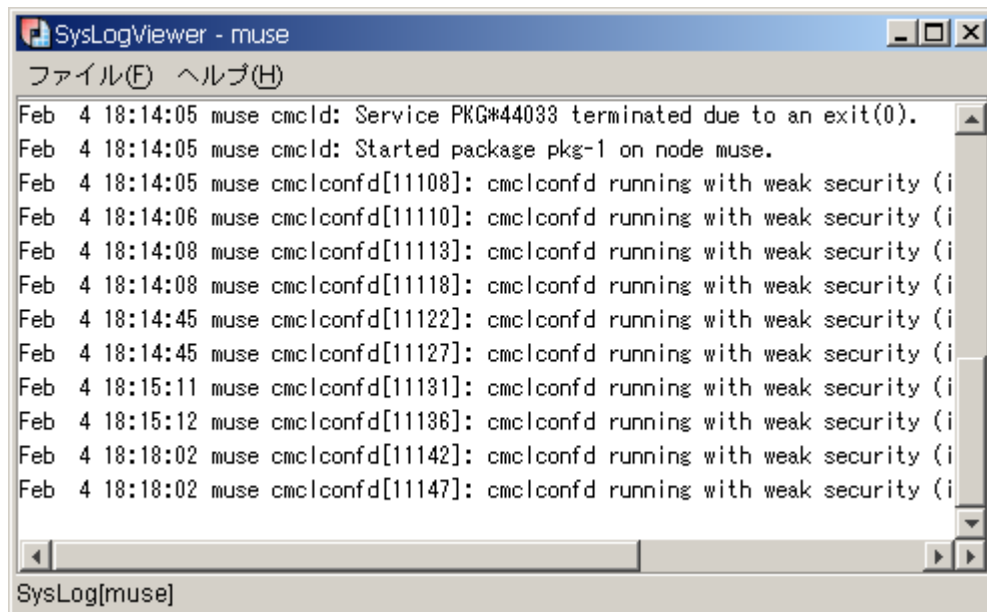 SysLogViewer - muse
ファイル(F) ヘルプ(H)
Feb  4 18:14:05 muse cmcld: Service PKG*44033 terminated due to an exit(0).
Feb  4 18:14:05 muse cmcld: Started package pkg-1 on node muse.
Feb  4 18:14:05 muse cmclconfd[11108]: cmclconfd running with weak security (i
Feb  4 18:14:06 muse cmclconfd[11110]: cmclconfd running with weak security (i
Feb  4 18:14:08 muse cmclconfd[11113]: cmclconfd running with weak security (i
Feb  4 18:14:08 muse cmclconfd[11118]: cmclconfd running with weak security (i
Feb  4 18:14:45 muse cmclconfd[11122]: cmclconfd running with weak security (i
Feb  4 18:14:45 muse cmclconfd[11127]: cmclconfd running with weak security (i
Feb  4 18:15:11 muse cmclconfd[11131]: cmclconfd running with weak security (i
Feb  4 18:15:12 muse cmclconfd[11136]: cmclconfd running with weak security (i
Feb  4 18:18:02 muse cmclconfd[11142]: cmclconfd running with weak security (i
Feb  4 18:18:02 muse cmclconfd[11147]: cmclconfd running with weak security (i
SysLog[muse]